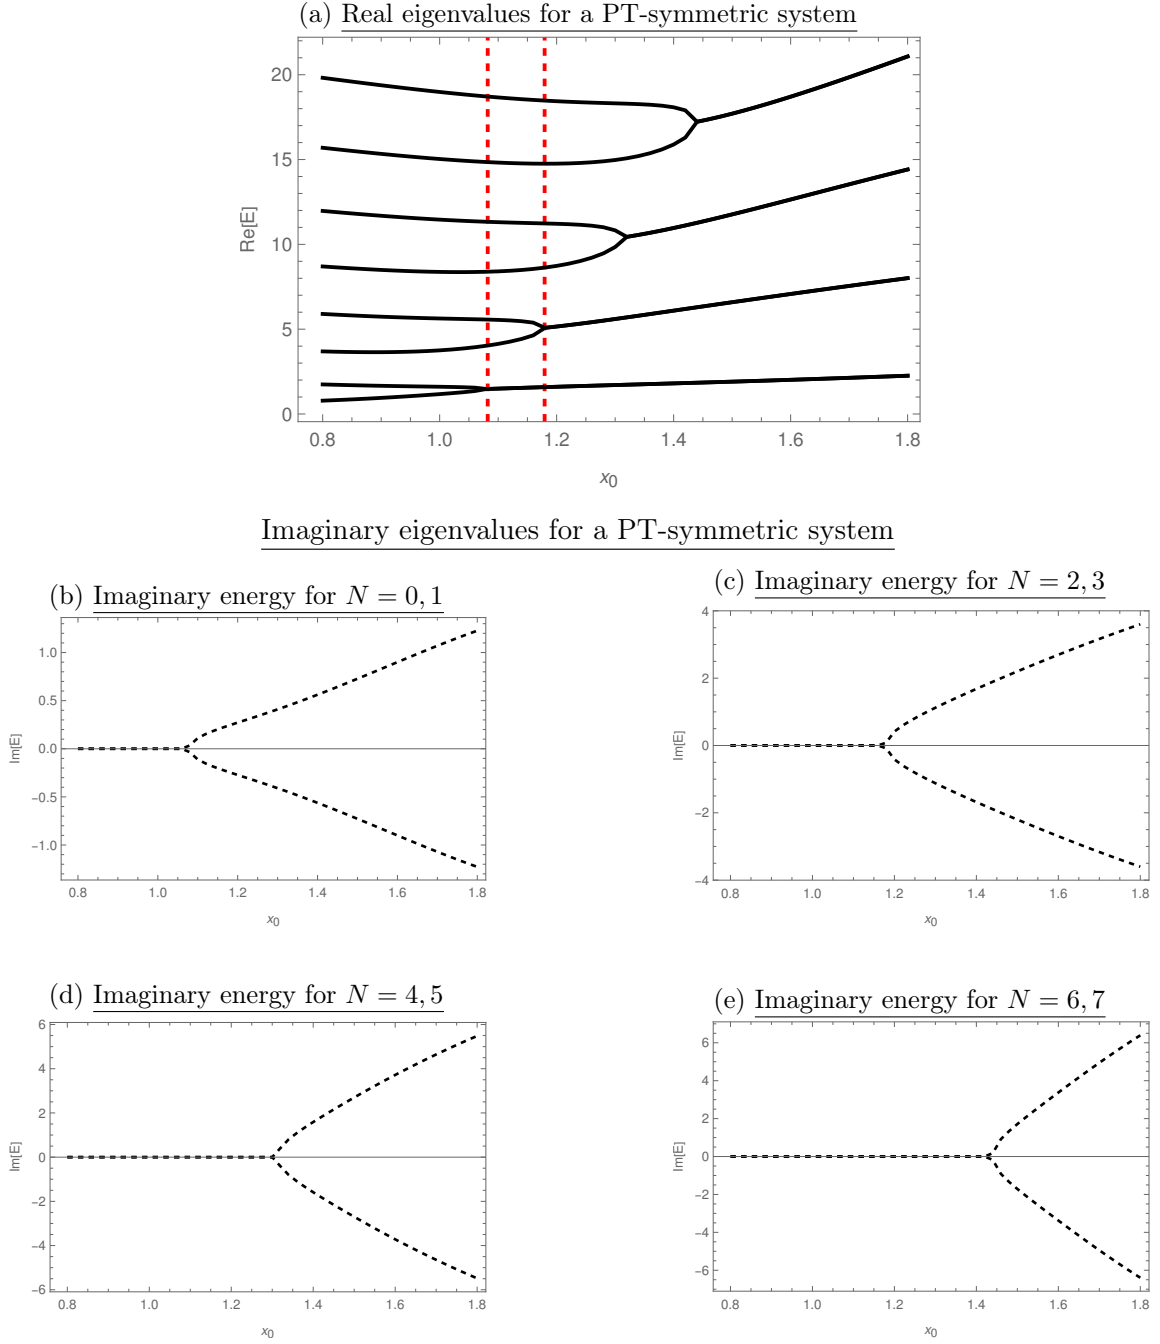 (a) Real eigenvalues for a PT-symmetric system
20
15
10
5
0
Re[E]
0.8 1.0 1.2 1.4 1.6 1.8
x0
Imaginary eigenvalues for a PT-symmetric system
(b) Imaginary energy for N = 0, 1
1.0
0.5
0.0
-0.5
-1.0
Im[E]
0.8 1.0 1.2 1.4 1.6 1.8
x0
(c) Imaginary energy for N = 2, 3
4
2
0
-2
-4
Im[E]
0.8 1.0 1.2 1.4 1.6 1.8
x0
(d) Imaginary energy for N = 4, 5
6
4
2
0
-2
-4
-6
Im[E]
0.8 1.0 1.2 1.4 1.6 1.8
x0
(e) Imaginary energy for N = 6, 7
6
4
2
0
-2
-4
-6
Im[E]
0.8 1.0 1.2 1.4 1.6 1.8
x0